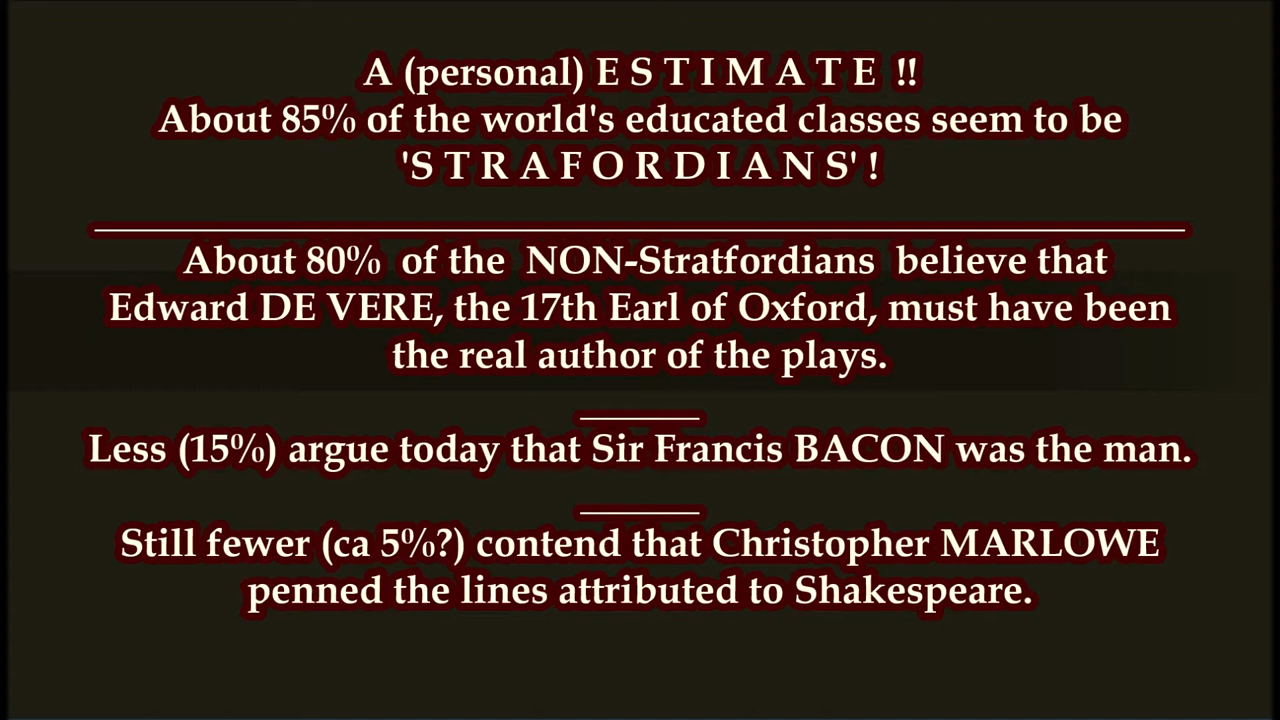 A (personal) E S T I M A T E !!
About 85% of the world's educated classes seem to be
'S T R A F O R D I A N S' !
About 80% of the NON-Stratfordians believe that
Edward DE VERE, the 17th Earl of Oxford, must have been
the real author of the plays.
Less (15%) argue today that Sir Francis BACON was the man.
Still fewer (ca 5%?) contend that Christopher MARLOWE
penned the lines attributed to Shakespeare.